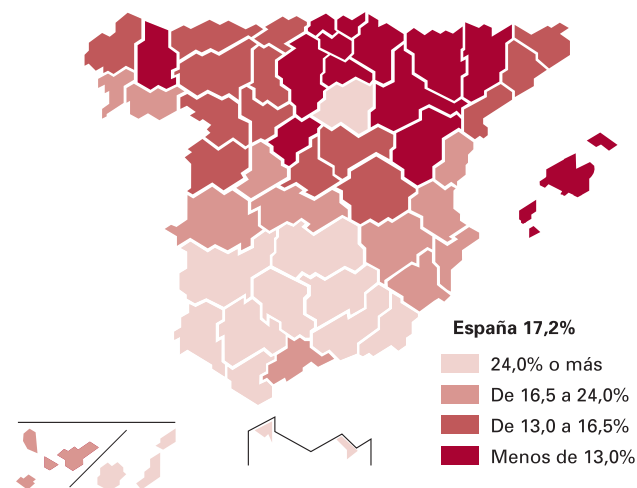 España 17,2%
24,0% o más
De 16,5 a 24,0%
De 13,0 a 16,5%
Menos de 13,0%